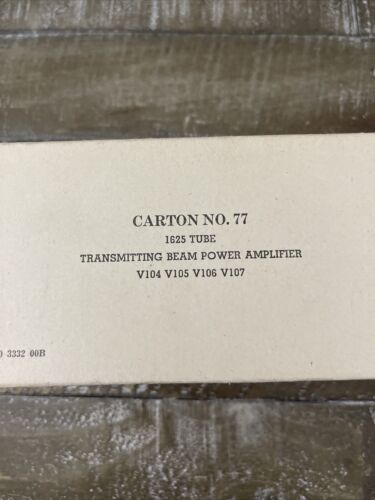 CARTON NO. 77
1625 TUBE
TRANSMITTING BEAM POWER AMPLIFIER
V104 V105 V106 V107
3332 00B